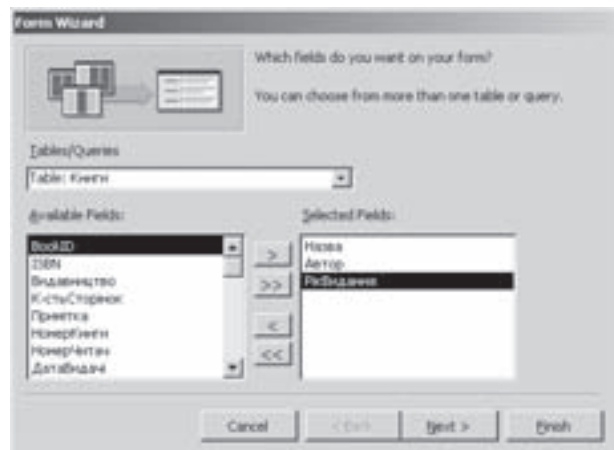 Form Wizard
Which fields do you want on your form?
You can choose from more than one table or query.
Tables/Queries
Table: Книги
Available Fields:
BookID
ISBN
Видавництво
К-стьСторінок
Примітка
НомерКниги
НомерЧитач
ДатаВидачі
>
>>
<
<<
Selected Fields:
Назва
Автор
РікВидання
Cancel
< Back
Next >
Finish